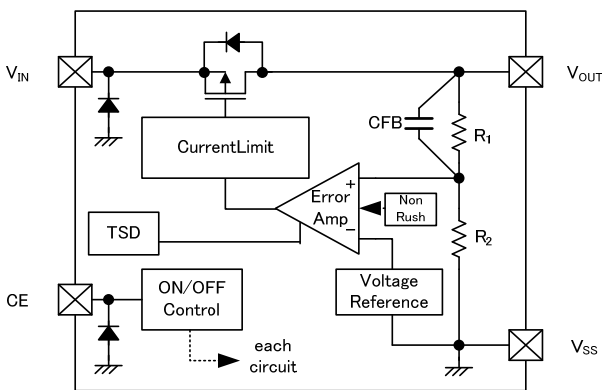 VIN
VOUT
CFB
R1
CurrentLimit
+
Error
Amp
−
Non
Rush
TSD
R2
CE
ON/OFF
Control
Voltage
Reference
each
circuit
VSS